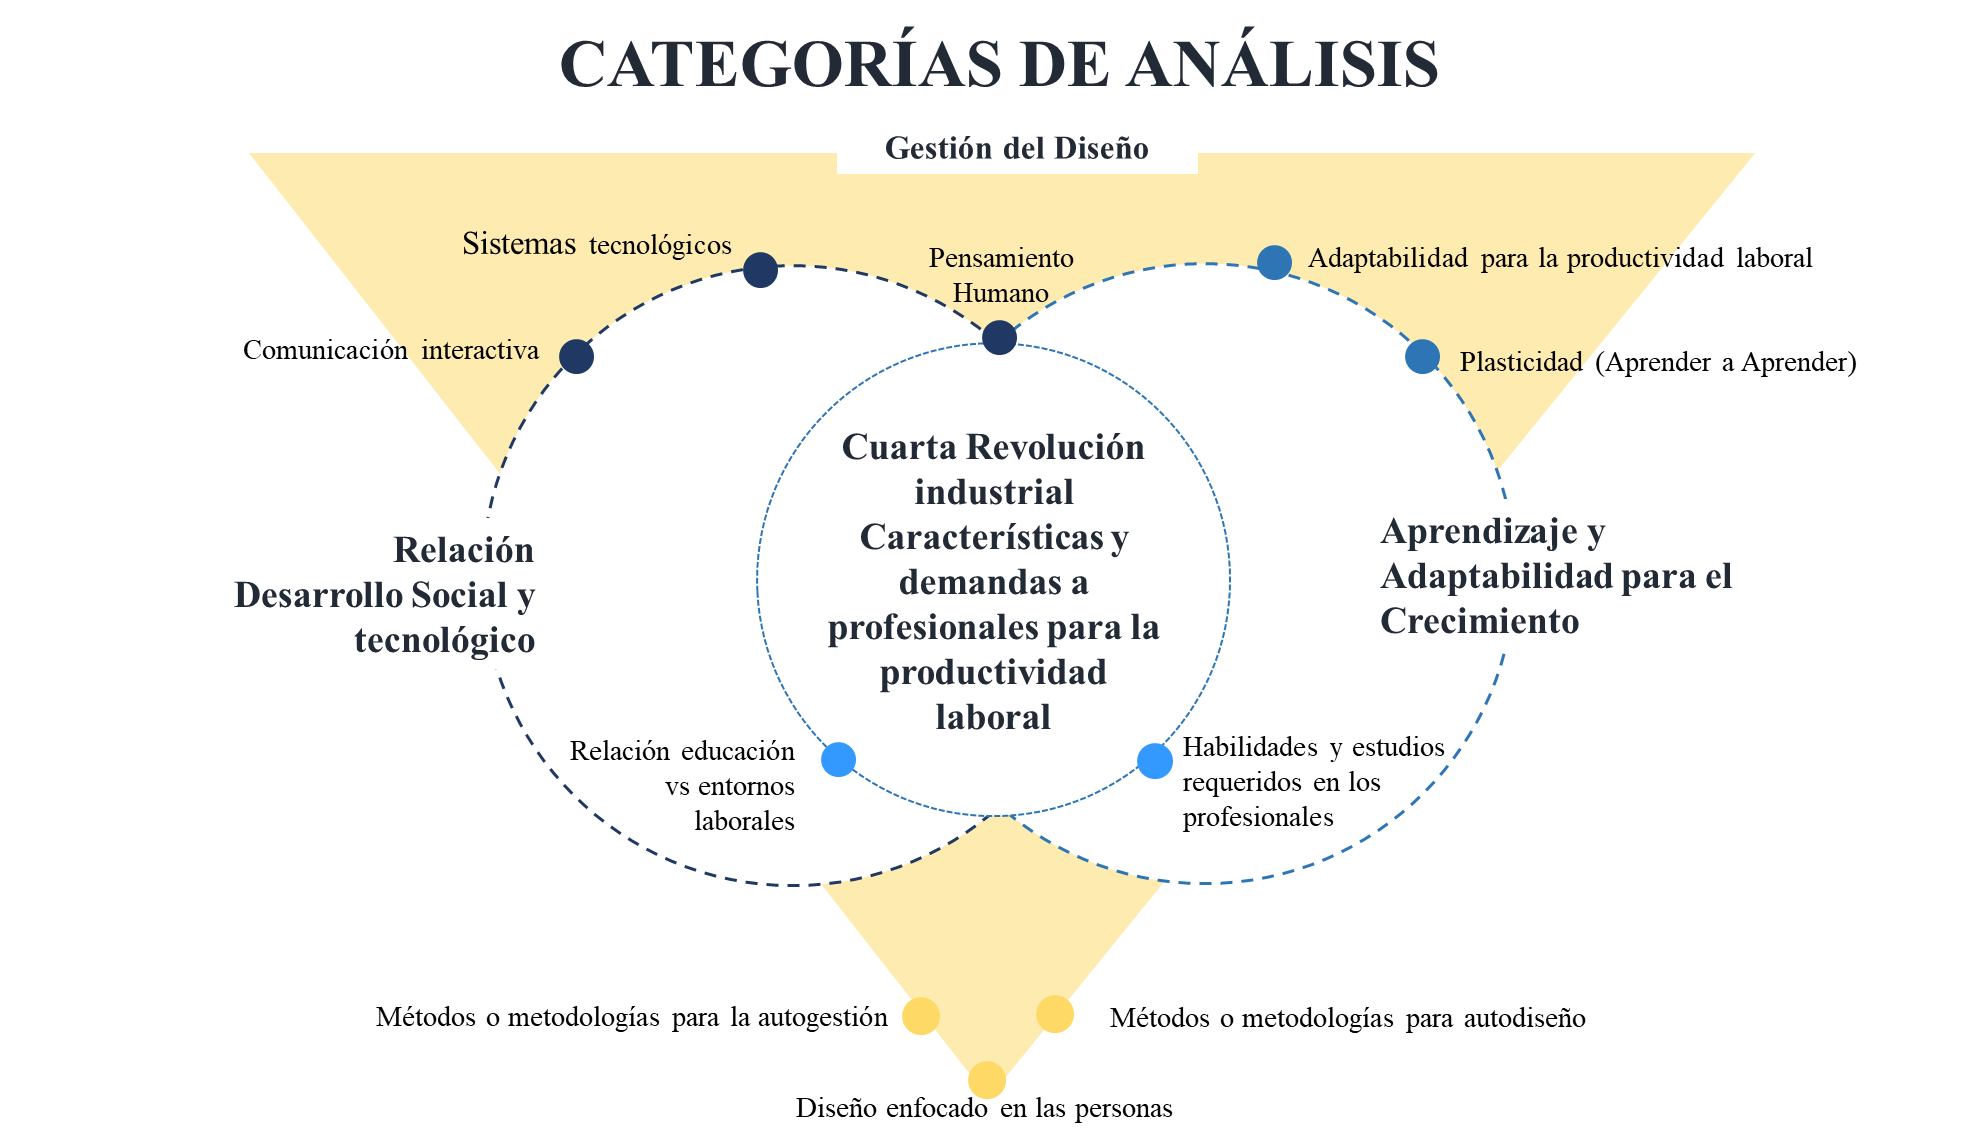 CATEGORÍAS DE ANÁLISIS
Gestión del Diseño
Sistemas tecnológicos
Pensamiento
Humano
Adaptabilidad para la productividad laboral
Comunicación interactiva
Plasticidad (Aprender a Aprender)
Cuarta Revolución
industrial
Características y
demandas a
profesionales para la
productividad
laboral
Relación
Desarrollo Social y
tecnológico
Aprendizaje y
Adaptabilidad para el
Crecimiento
Relación educación
vs entornos
laborales
Habilidades y estudios
requeridos en los
profesionales
Métodos o metodologías para la autogestión
Métodos o metodologías para autodiseño
Diseño enfocado en las personas